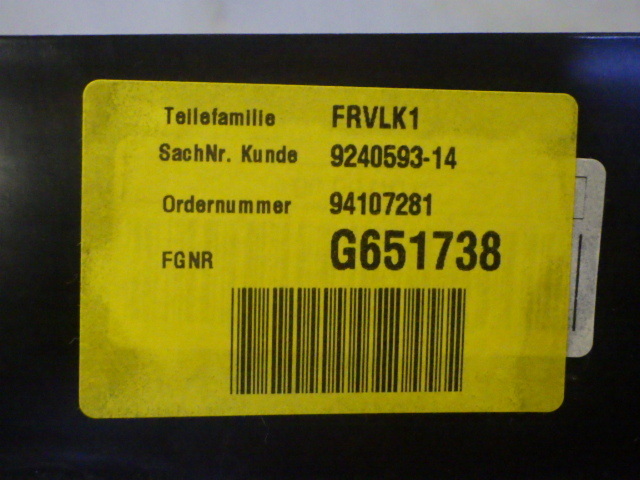 Teilefamilie FRVLK1
SachNr. Kunde 9240593-14
Ordernummer 94107281
FGNR G651738